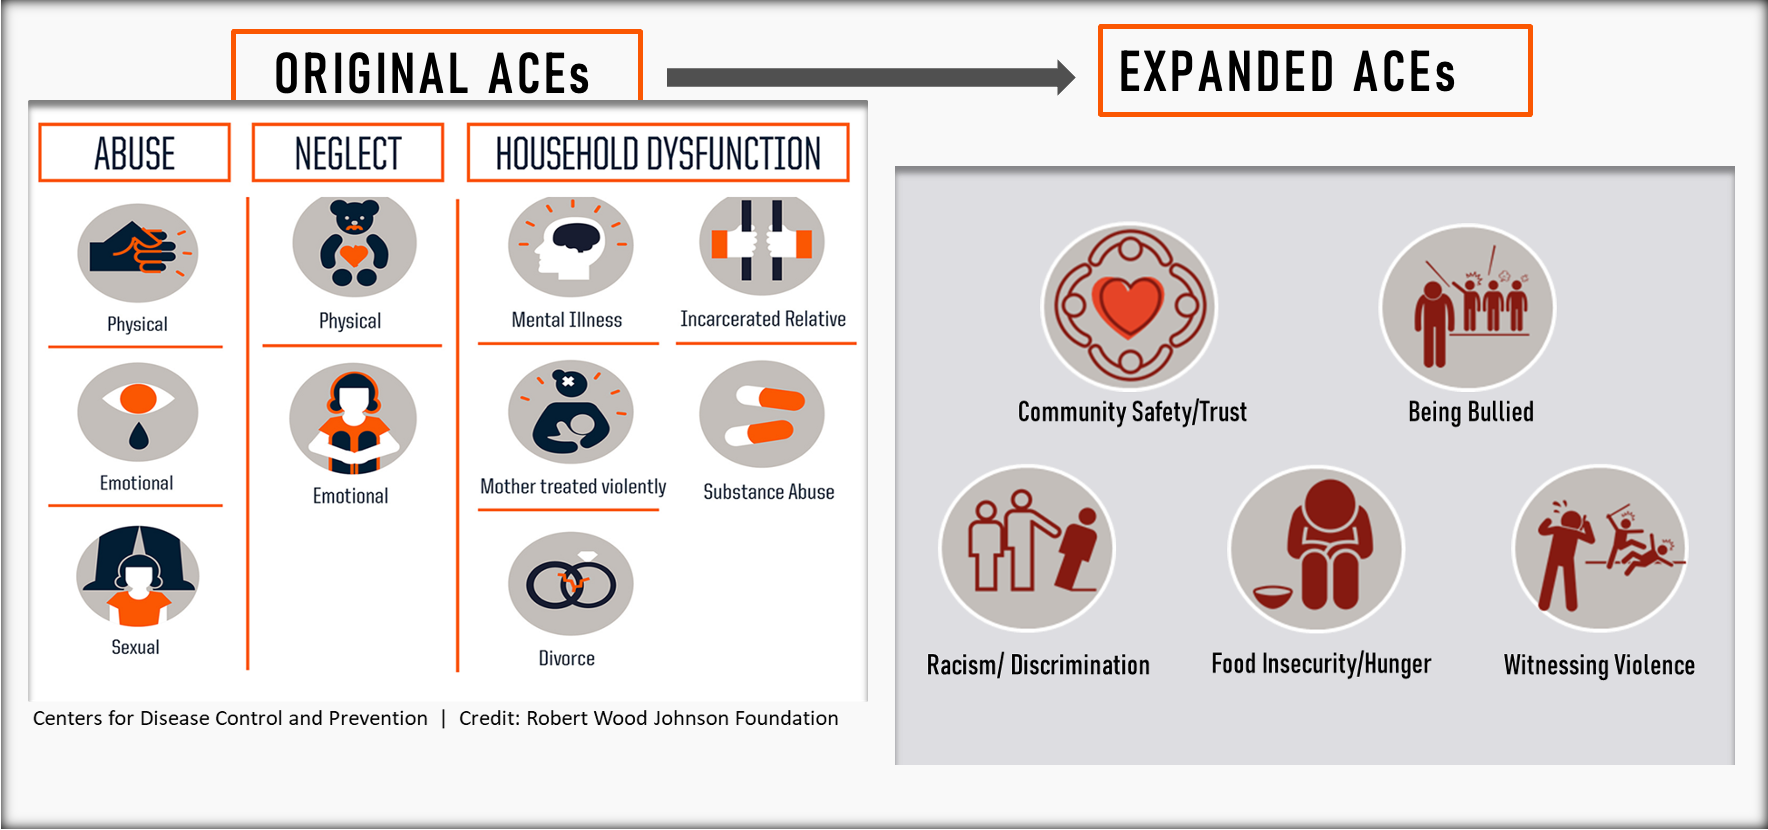 ORIGINAL ACEs
EXPANDED ACEs
ABUSE
NEGLECT
HOUSEHOLD DYSFUNCTION
Physical
Emotional
Sexual
Physical
Emotional
Mental Illness
Incarcerated Relative
Mother treated violently
Substance Abuse
Divorce
Centers for Disease Control and Prevention | Credit: Robert Wood Johnson Foundation
Community Safety/Trust
Being Bullied
Racism/ Discrimination
Food Insecurity/Hunger
Witnessing Violence